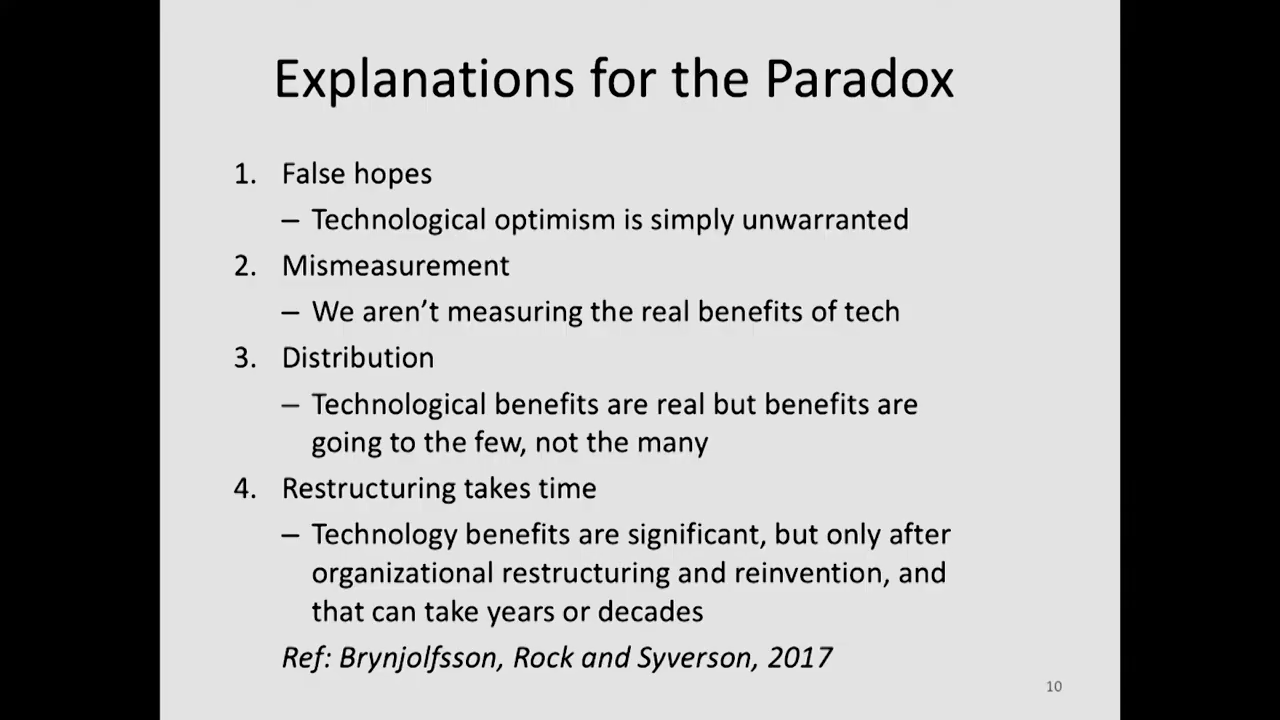 Explanations for the Paradox
1. False hopes
– Technological optimism is simply unwarranted
2. Mismeasurement
– We aren’t measuring the real benefits of tech
3. Distribution
– Technological benefits are real but benefits are
going to the few, not the many
4. Restructuring takes time
– Technology benefits are significant, but only after
organizational restructuring and reinvention, and
that can take years or decades
Ref: Brynjolfsson, Rock and Syverson, 2017
10